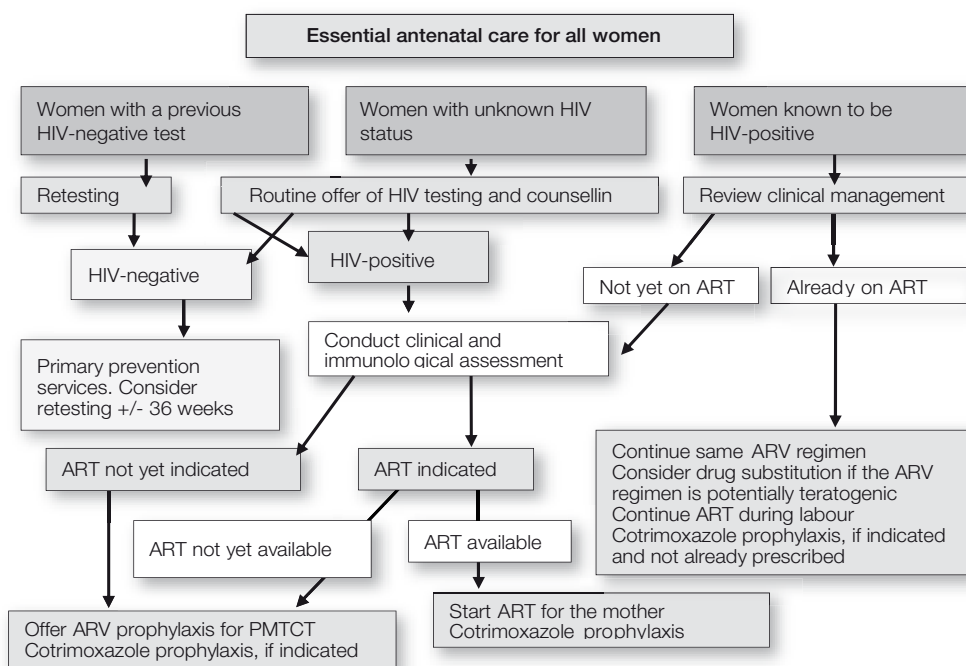 Essential antenatal care for all women
Women with a previous
HIV-negative test
Women with unknown HIV
status
Women known to be
HIV-positive
Retesting
Routine offer of HIV testing and counsellin
Review clinical management
HIV-negative
HIV-positive
Not yet on ART
Already on ART
Primary prevention
services. Consider
retesting +/- 36 weeks
Conduct clinical and
immunological assessment
ART not yet indicated
ART indicated
Continue same ARV regimen
Consider drug substitution if the ARV
regimen is potentially teratogenic
Continue ART during labour
Cotrimoxazole prophylaxis, if indicated
and not already prescribed
ART not yet available
ART available
Offer ARV prophylaxis for PMTCT
Cotrimoxazole prophylaxis, if indicated
Start ART for the mother
Cotrimoxazole prophylaxis